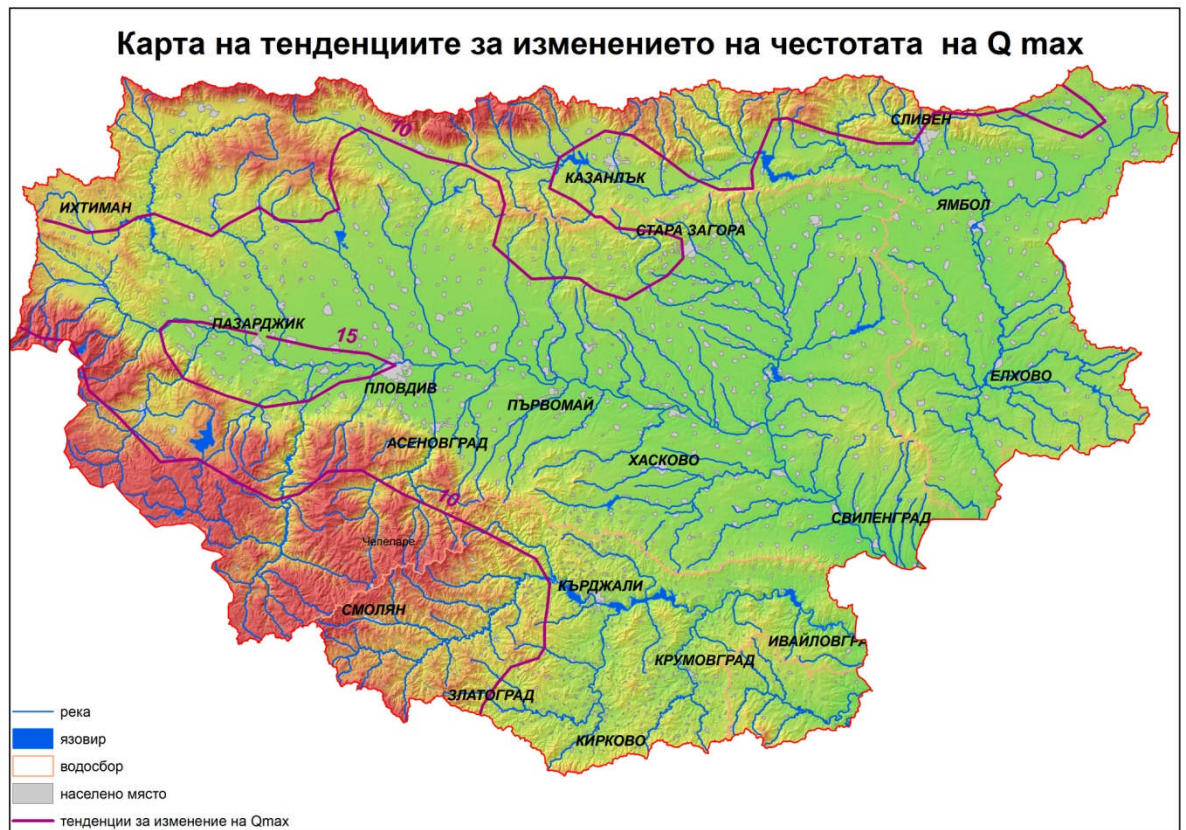 Карта на тенденциите за изменението на честотата на Q max
10
СЛИВЕН
КАЗАНЛЪК
ИХТИМАН
ЯМБОЛ
СТАРА ЗАГОРА
ПАЗАРДЖИК
15
ПЛОВДИВ
ЕЛХОВО
ПЪРВОМАЙ
АСЕНОВГРАД
ХАСКОВО
10
СВИЛЕНГРАД
Чепеларе
КЪРДЖАЛИ
СМОЛЯН
ИВАЙЛОВГРА
КРУМОВГРАД
ЗЛАТОГРАД
КИРКОВО
река
язовир
водосбор
населено място
тенденции за изменение на Qmax